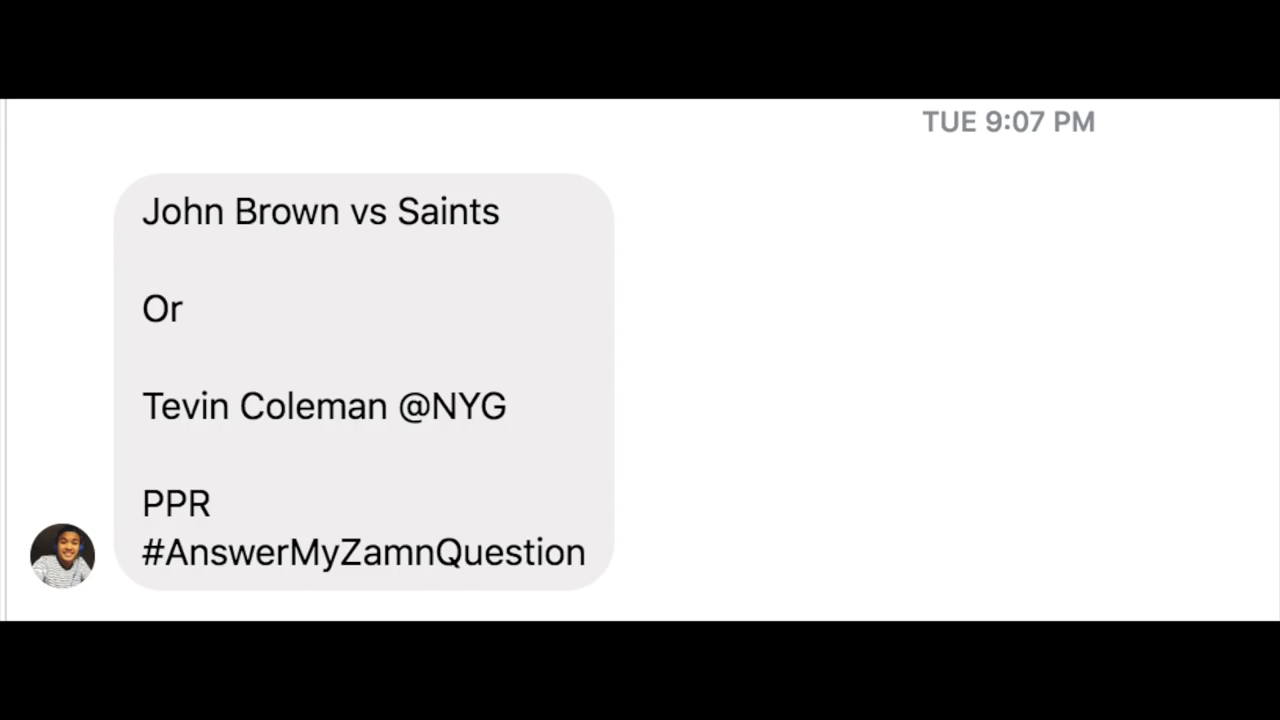 TUE 9:07 PM
John Brown vs Saints
Or
Tevin Coleman @NYG
PPR
#AnswerMyZamnQuestion